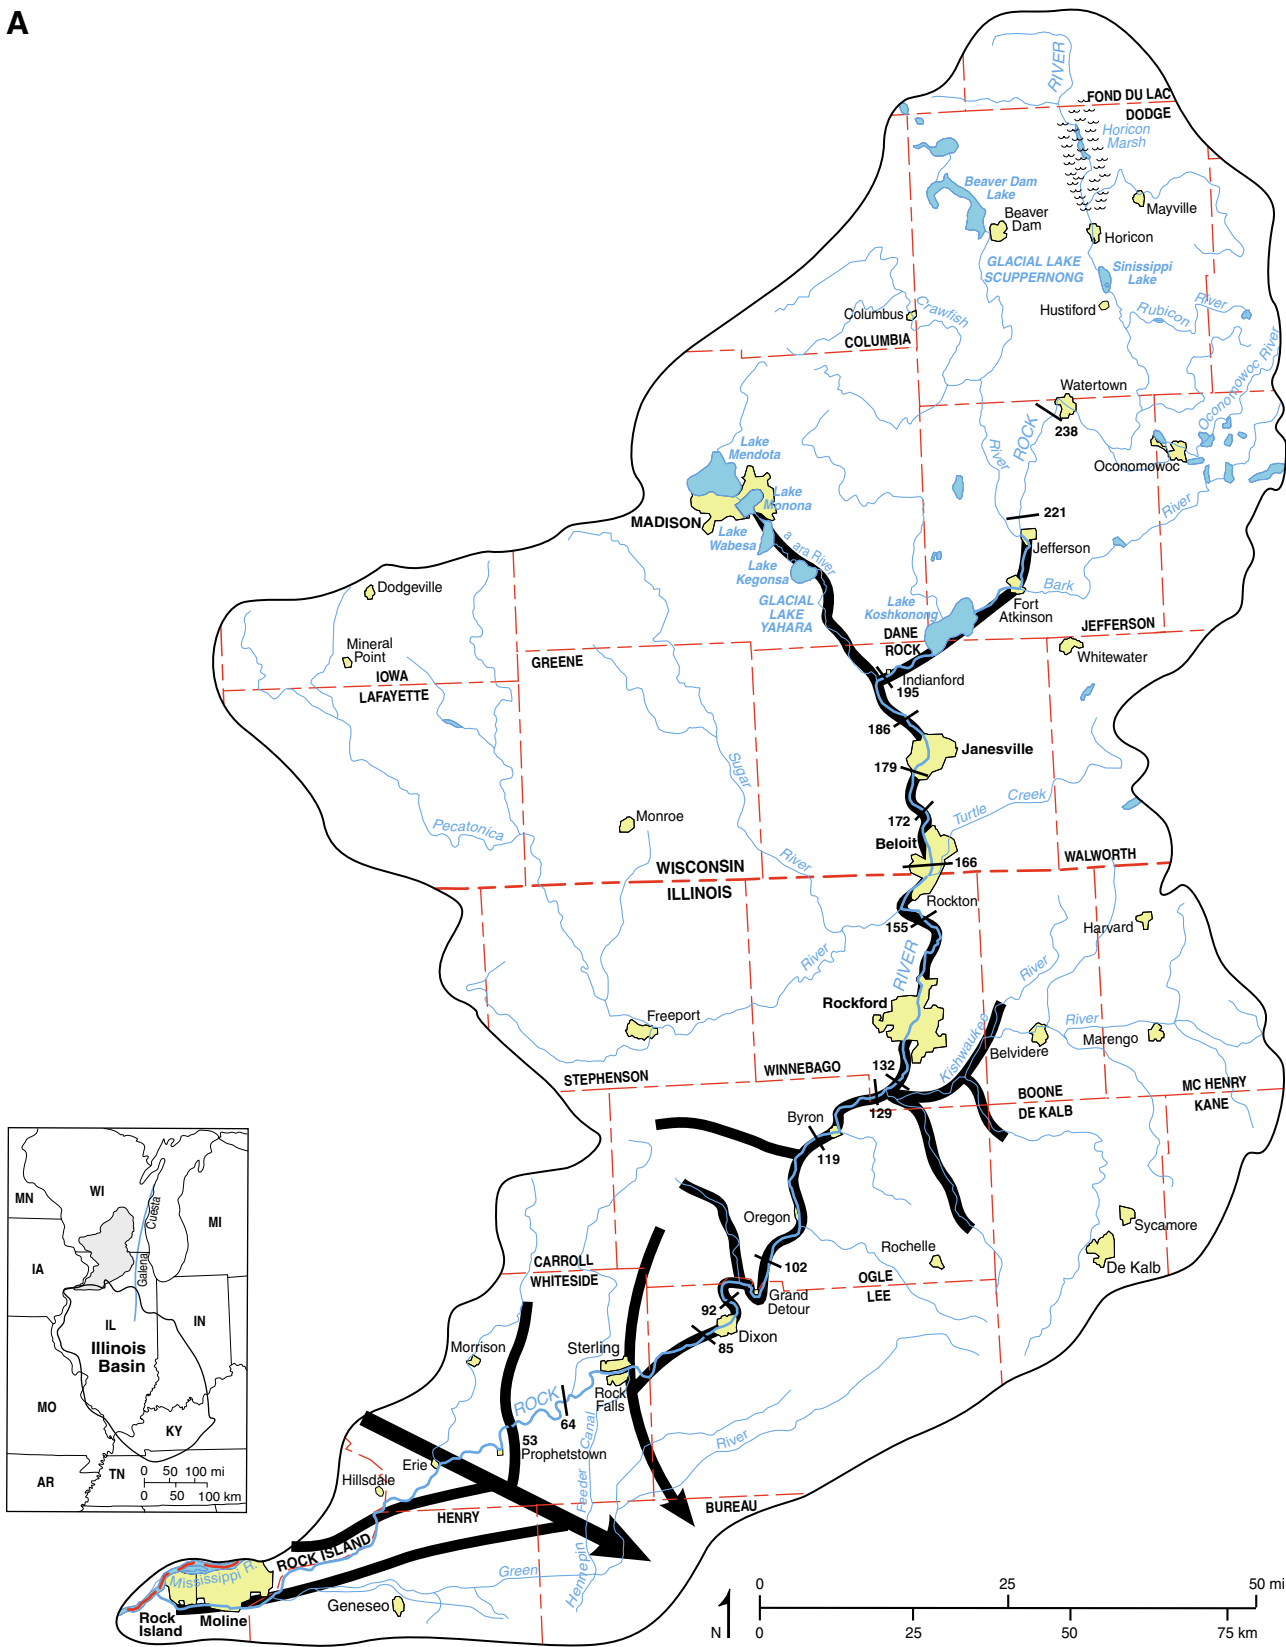 A
RIVER
FOND DU LAC
DODGE
Horicon
Marsh
Beaver Dam
Lake
Beaver
Dam
Mayville
Horicon
GLACIAL LAKE
SCUPPERNONG
Sinissippi
Lake
Columbus
Crawfish
Hustiford
Rubicon
River
COLUMBIA
Oconomowoc River
Watertown
238
ROCK
River
Oconomowoc
Lake
Mendota
Lake
Monona
MADISON
Lake
Wabesa
a ara River
Lake
Kegonsa
GLACIAL
LAKE
YAHARA
221
River
Jefferson
Bark
Fort
Atkinson
Lake
Koshkonong
Dodgeville
DANE
ROCK
JEFFERSON
Whitewater
Mineral
Point
IOWA
LAFAYETTE
GREENE
Indianford
195
186
Janesville
179
Sugar
Turtle Creek
172
Monroe
Pecatonica
Beloit
166
River
WISCONSIN
ILLINOIS
WALWORTH
Rockton
155
Harvard
RIVER
River
River
Rockford
Freeport
Kishwaukee
Belvidere
River
Marengo
132
STEPHENSON
WINNEBAGO
BOONE
DE KALB
MC HENRY
KANE
129
Byron
119
Oregon
Sycamore
De Kalb
Rochelle
CARROLL
WHITESIDE
102
OGLE
LEE
Grand
Detour
92
Dixon
85
Morrison
Sterling
Rock
Falls
ROCK
64
53
Prophetstown
River
Erie
Hillsdale
Hennepin Feeder Canal
HENRY
BUREAU
ROCK ISLAND
Mississippi R.
Green
Geneseo
Rock
Island
Moline
MN
WI
Cuesta
MI
IA
Galena
IL
IN
Illinois
Basin
MO
KY
AR
TN
0 50 100 mi
0 50 100 km
N
0 25 50 mi
0 25 50 75 km